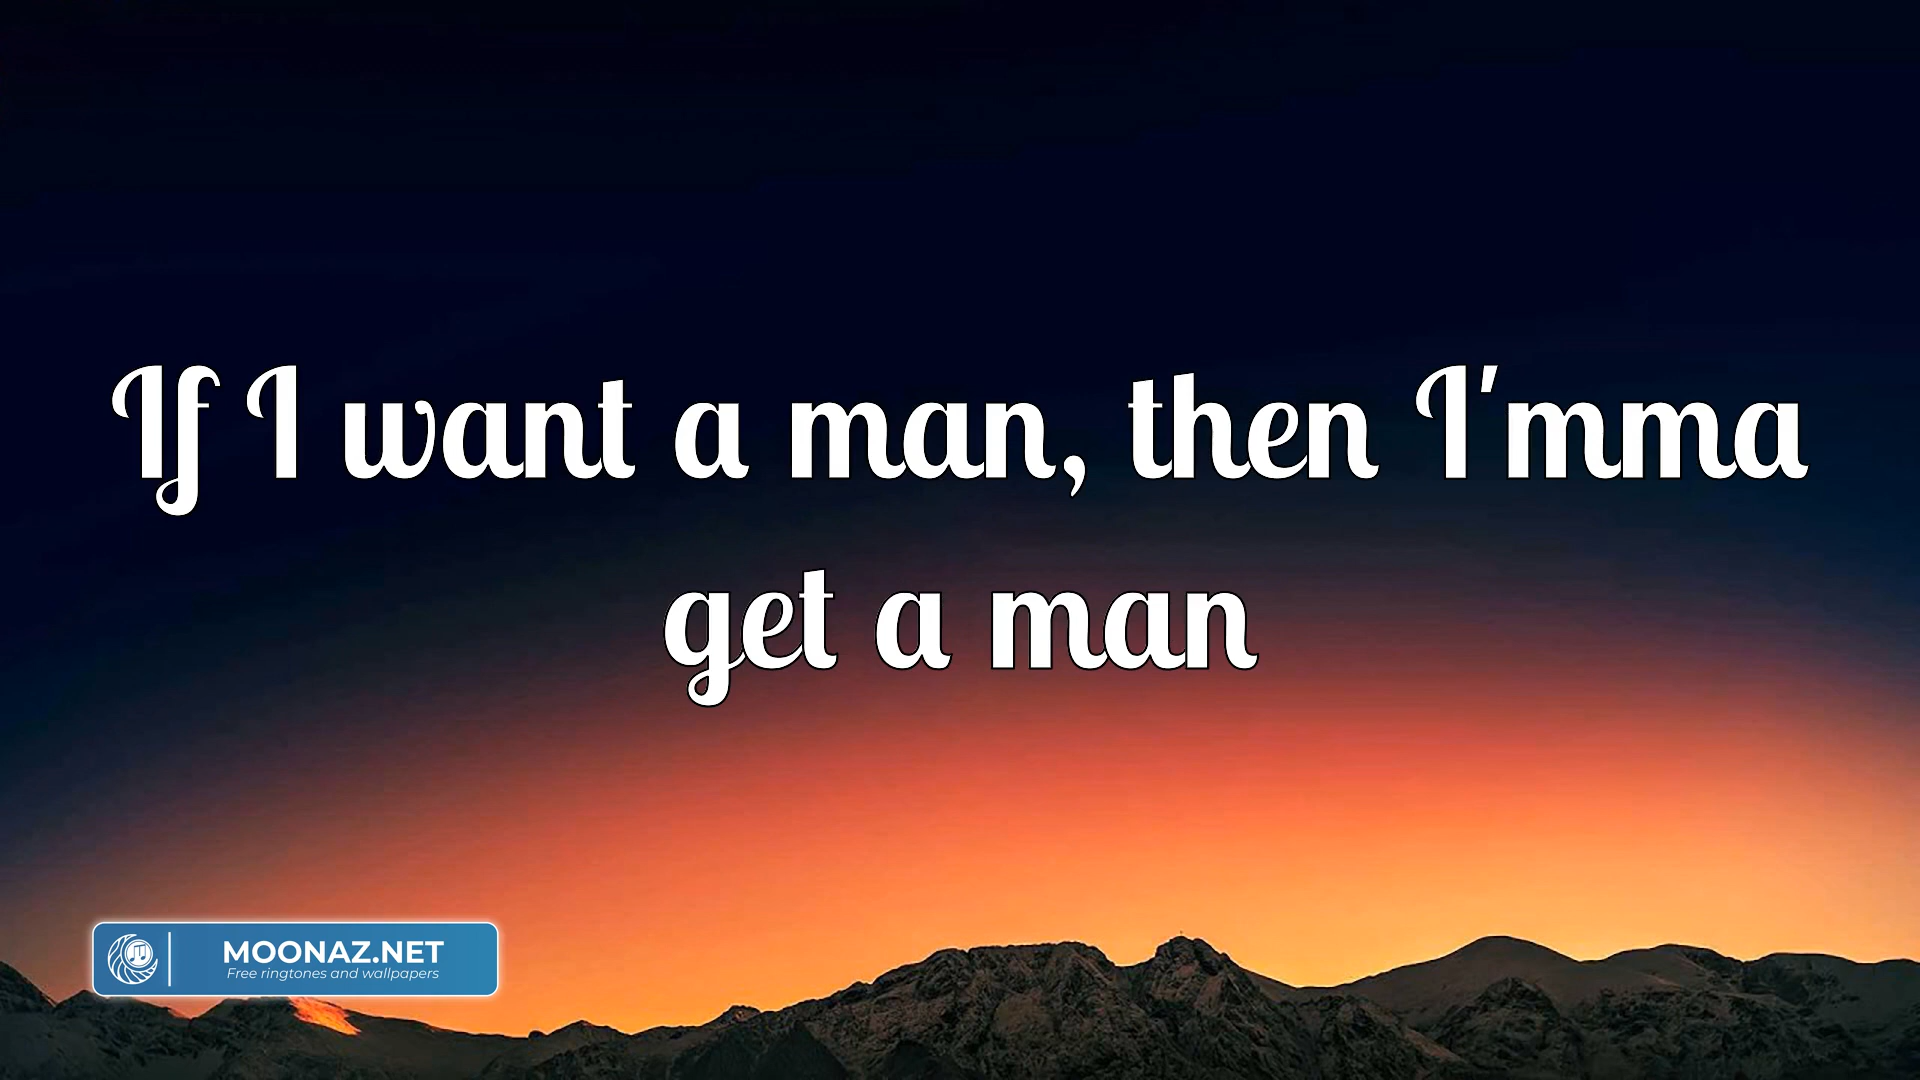 If I want a man, then I'mma
get a man
MOONAZ.NET
Free ringtones and wallpapers